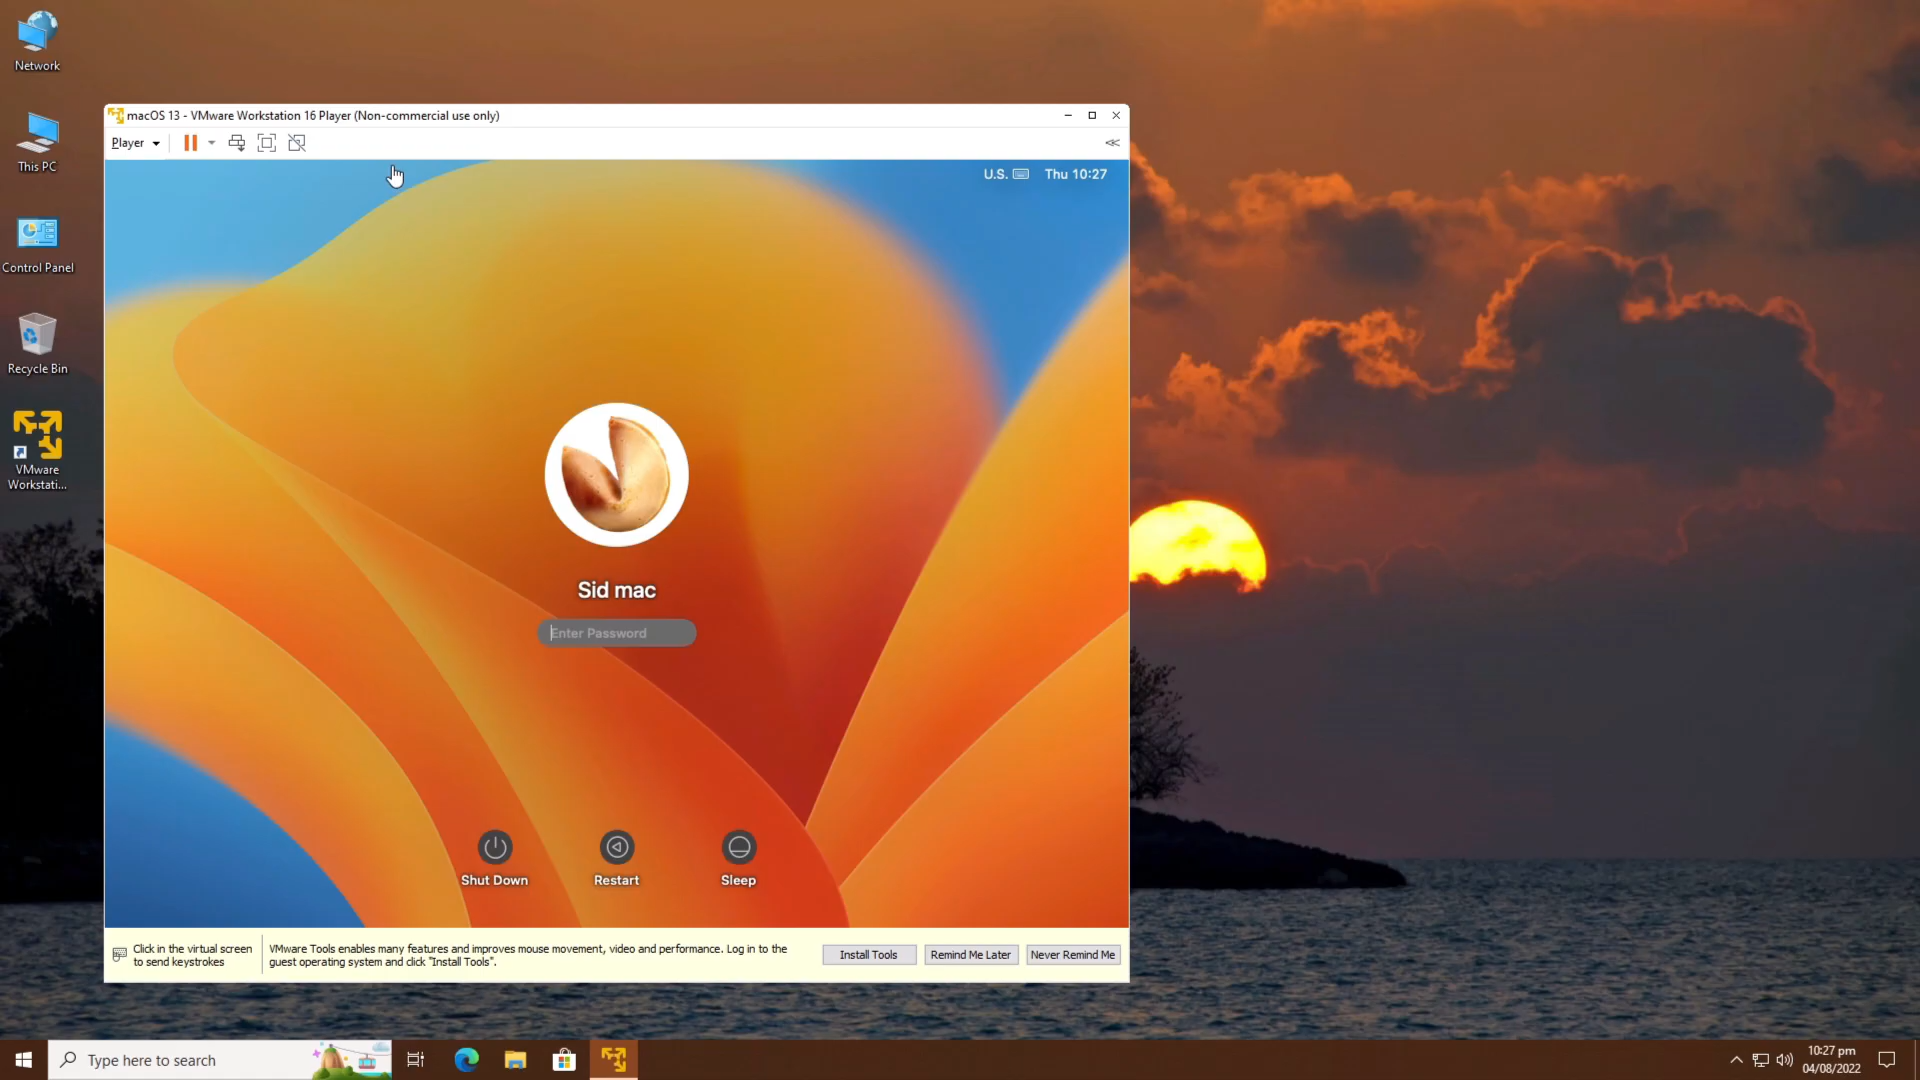 Network
This PC
Control Panel
Recycle Bin
VMware
Workstati...
macOS 13 - VMware Workstation 16 Player (Non-commercial use only)
Player
U.S.
Thu 10:27
Sid mac
Enter Password
Shut Down
Restart
Sleep
Click in the virtual screen
to send keystrokes
VMware Tools enables many features and improves mouse movement, video and performance. Log in to the
guest operating system and click "Install Tools".
Install Tools
Remind Me Later
Never Remind Me
Type here to search
10:27 pm
04/08/2022